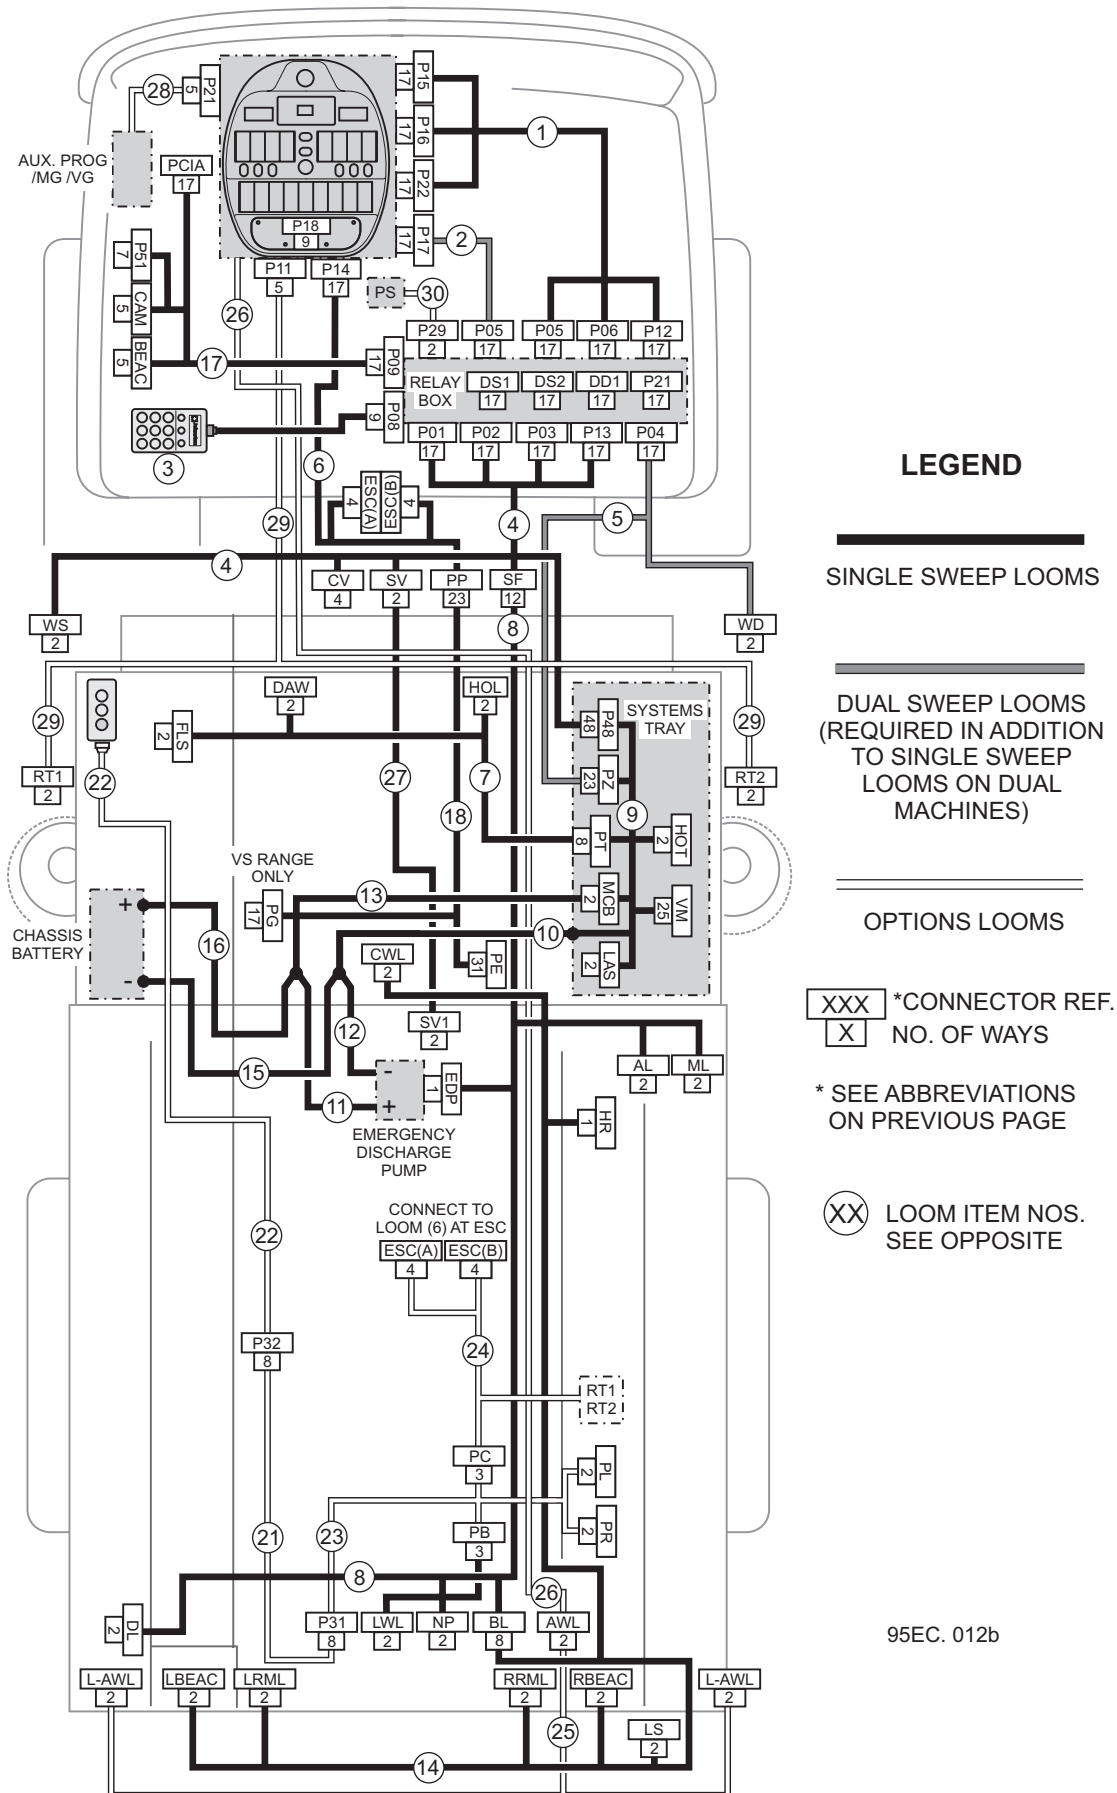 28
P21
5
P15
17
P16
17
1
AUX. PROG
/MG /VG
PCIA
17
P22
17
P18
9
P17
17
2
P51
7
P11
5
P14
17
PS
30
CAM
5
26
P29
2
P05
17
P05
17
P06
17
P12
17
BEAC
5
17
P09
17
RELAY
BOX
DS1
17
DS2
17
DD1
17
P21
17
P08
9
3
P01
17
P02
17
P03
17
P13
17
P04
17
6
ESC(A)
4
ESC(B)
4
29
4
5
4
CV
4
SV
2
PP
23
SF
12
8
WS
2
WD
2
DAW
2
HOL
2
SYSTEMS
TRAY
FLS
2
P48
48
29
29
RT1
2
22
27
7
PZ
23
RT2
2
18
9
PT
8
HOT
2
VS RANGE
ONLY
PG
17
13
MCB
2
VM
25
+
CHASSIS
BATTERY
-
16
10
CWL
2
PE
31
LAS
2
12
SV1
2
15
-
+
EDP
1
AL
2
ML
2
11
EMERGENCY
DISCHARGE
PUMP
HR
1
CONNECT TO
LOOM (6) AT ESC
22
ESC(A)
4
ESC(B)
4
P32
8
24
RT1
RT2
PC
3
PL
2
21
23
PB
3
PR
2
8
26
DL
2
P31
8
LWL
2
NP
2
BL
8
AWL
2
L-AWL
2
LBEAC
2
LRML
2
RRML
2
RBEAC
2
L-AWL
2
25
LS
2
14
LEGEND
SINGLE SWEEP LOOMS
DUAL SWEEP LOOMS
(REQUIRED IN ADDITION
TO SINGLE SWEEP
LOOMS ON DUAL
MACHINES)
OPTIONS LOOMS
XXX *CONNECTOR REF.
X NO. OF WAYS
* SEE ABBREVIATIONS
ON PREVIOUS PAGE
XX LOOM ITEM NOS.
SEE OPPOSITE
95EC. 012b